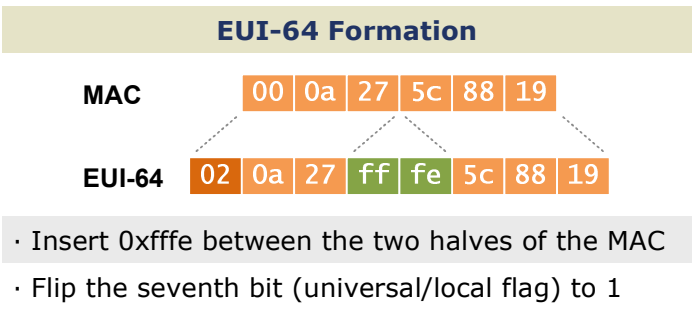 EUI-64 Formation
MAC 00 0a 27 5c 88 19
EUI-64 02 0a 27 ff fe 5c 88 19
· Insert 0xfffe between the two halves of the MAC
· Flip the seventh bit (universal/local flag) to 1